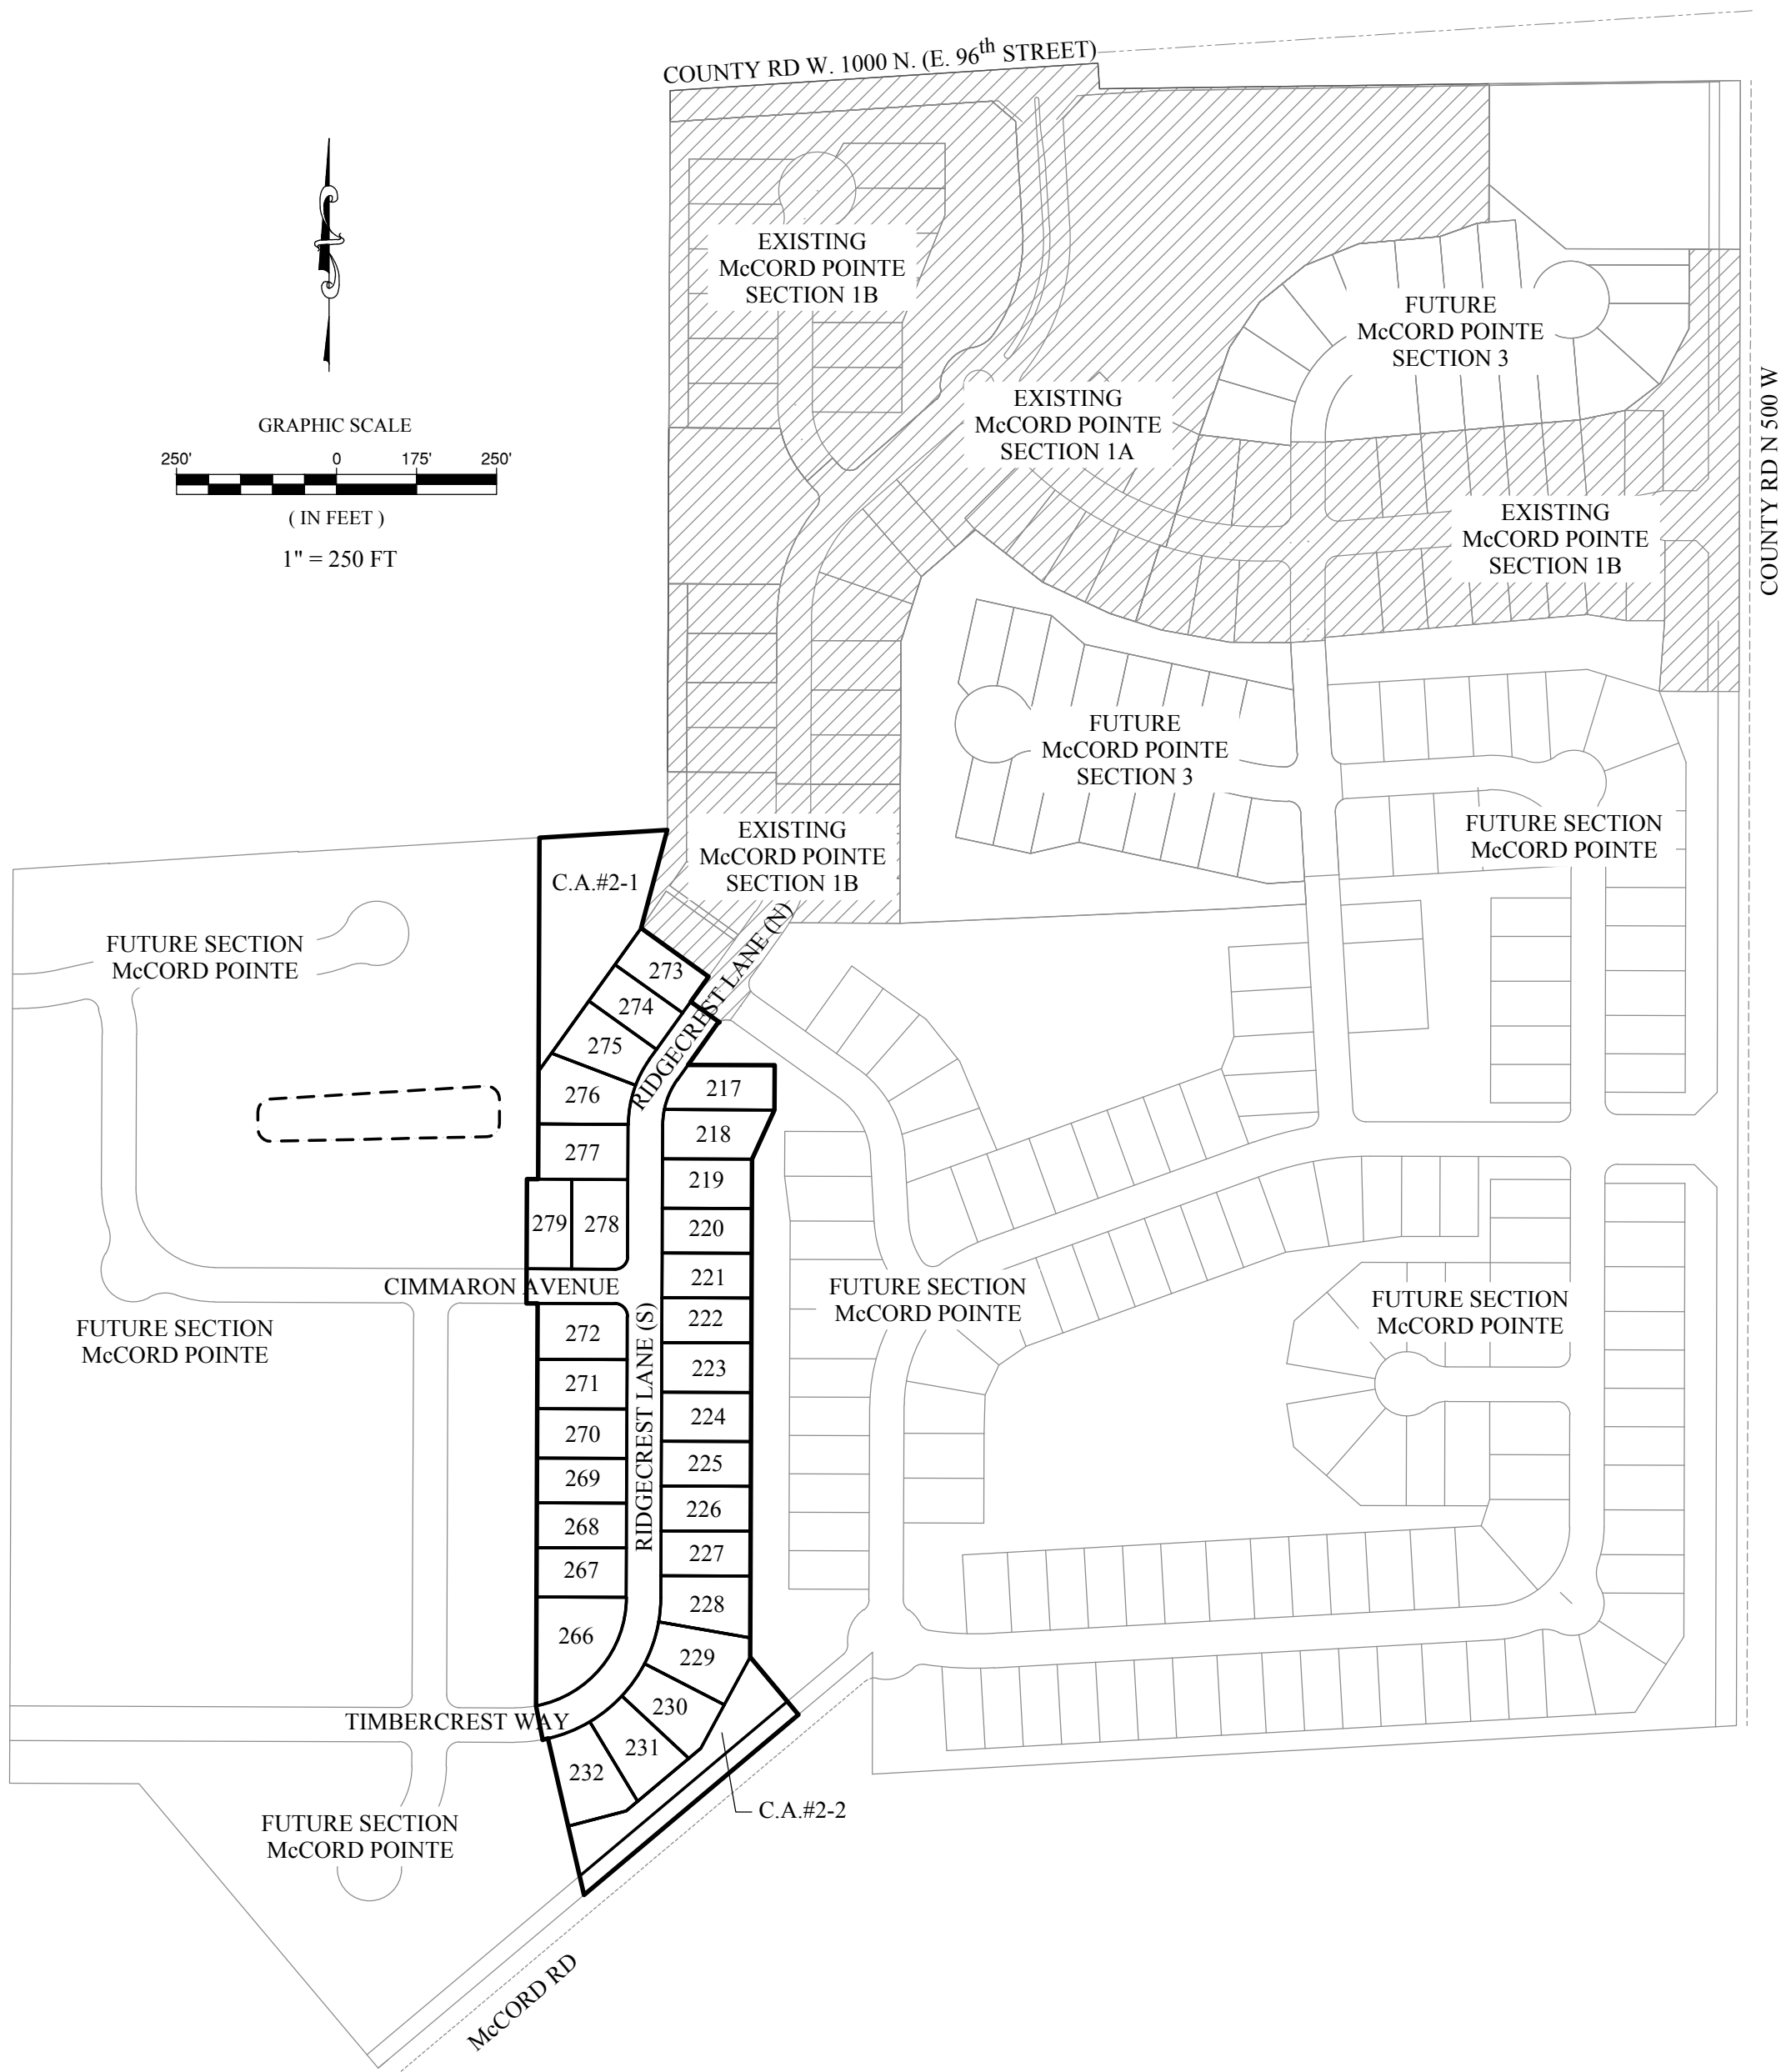 COUNTY RD W. 1000 N. (E. 96th STREET)
EXISTING
McCORD POINTE
SECTION 1B
FUTURE
McCORD POINTE
SECTION 3
EXISTING
McCORD POINTE
SECTION 1A
COUNTY RD N 500 W
GRAPHIC SCALE
250' 0 175' 250'
( IN FEET )
1" = 250 FT
EXISTING
McCORD POINTE
SECTION 1B
FUTURE
McCORD POINTE
SECTION 3
FUTURE SECTION
McCORD POINTE
EXISTING
McCORD POINTE
SECTION 1B
C.A.#2-1
FUTURE SECTION
McCORD POINTE
RIDGECREST LANE (N)
273
274
275
276
277
279
278
217
218
219
220
221
222
223
224
225
226
227
228
229
230
231
232
CIMMARON AVENUE
RIDGECREST LANE (S)
272
271
270
269
268
267
266
FUTURE SECTION
McCORD POINTE
FUTURE SECTION
McCORD POINTE
FUTURE SECTION
McCORD POINTE
TIMBERCREST WAY
C.A.#2-2
FUTURE SECTION
McCORD POINTE
McCORD RD